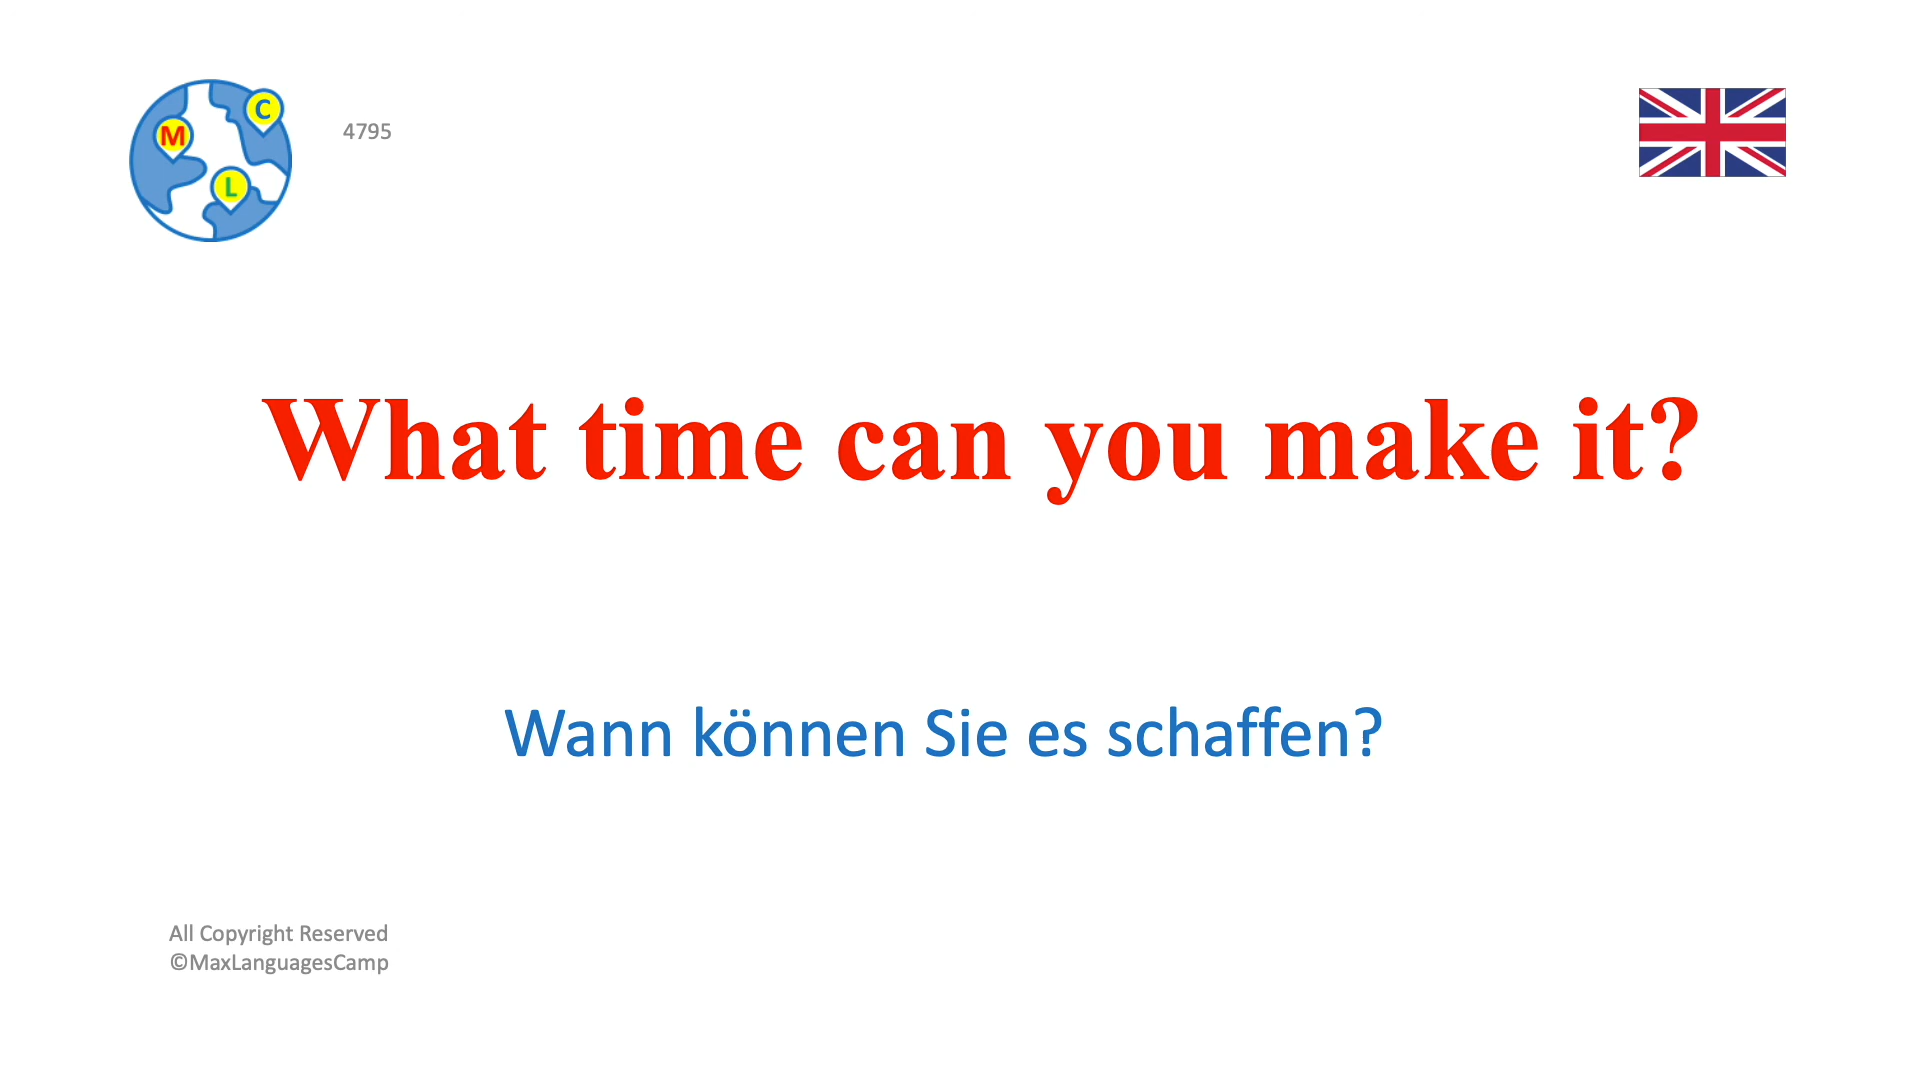 C
M
L
4795
What time can you make it?
Wann können Sie es schaffen?
All Copyright Reserved
©MaxLanguagesCamp